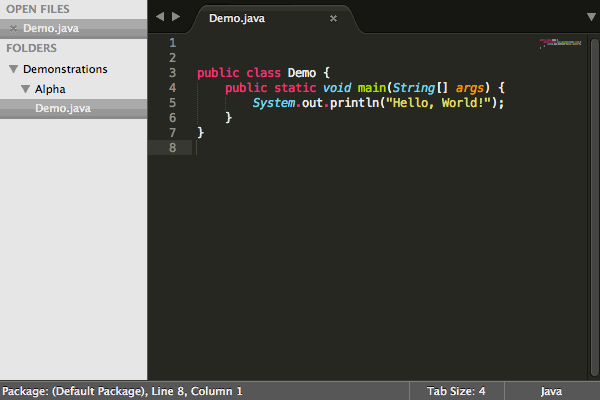 OPEN FILES
Demo.java
FOLDERS
Demonstrations
Alpha
Demo.java
Demo.java
1
2
3 public class Demo {
4 public static void main(String[] args) {
5 System.out.println("Hello, World!");
6 }
7 }
8
Package: (Default Package), Line 8, Column 1 Tab Size: 4 Java